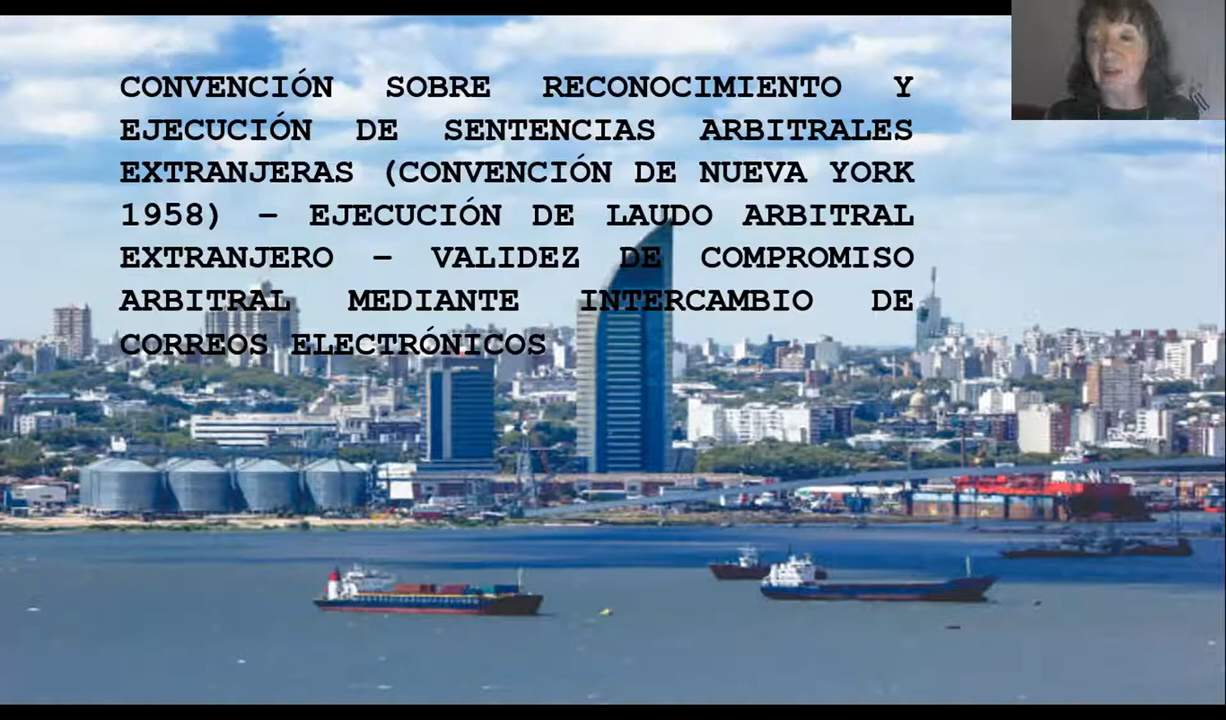 CONVENCIÓN SOBRE RECONOCIMIENTO Y
EJECUCIÓN DE SENTENCIAS ARBITRALES
EXTRANJERAS (CONVENCIÓN DE NUEVA YORK
1958) – EJECUCIÓN DE LAUDO ARBITRAL
EXTRANJERO – VALIDEZ DE COMPROMISO
ARBITRAL MEDIANTE INTERCAMBIO DE
CORREOS ELECTRÓNICOS